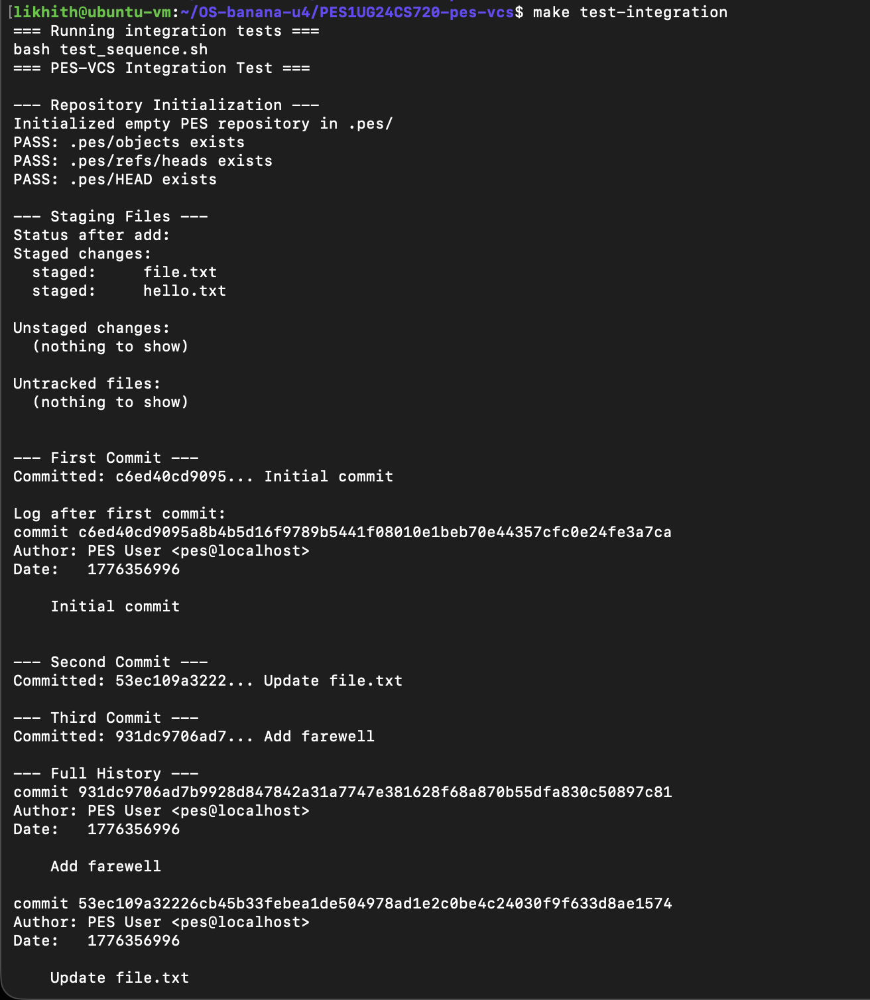 [likhith@ubuntu-vm:~/OS-banana-u4/PES1UG24CS720-pes-vcs$ make test-integration
=== Running integration tests ===
bash test_sequence.sh
=== PES-VCS Integration Test ===

--- Repository Initialization ---
Initialized empty PES repository in .pes/
PASS: .pes/objects exists
PASS: .pes/refs/heads exists
PASS: .pes/HEAD exists

--- Staging Files ---
Status after add:
Staged changes:
  staged:     file.txt
  staged:     hello.txt

Unstaged changes:
  (nothing to show)

Untracked files:
  (nothing to show)


--- First Commit ---
Committed: c6ed40cd9095... Initial commit

Log after first commit:
commit c6ed40cd9095a8b4b5d16f9789b5441f08010e1beb70e44357cfc0e24fe3a7ca
Author: PES User <pes@localhost>
Date:   1776356996

    Initial commit


--- Second Commit ---
Committed: 53ec109a3222... Update file.txt

--- Third Commit ---
Committed: 931dc9706ad7... Add farewell

--- Full History ---
commit 931dc9706ad7b9928d847842a31a7747e381628f68a870b55dfa830c50897c81
Author: PES User <pes@localhost>
Date:   1776356996

    Add farewell

commit 53ec109a32226cb45b33febea1de504978ad1e2c0be4c24030f9f633d8ae1574
Author: PES User <pes@localhost>
Date:   1776356996

    Update file.txt